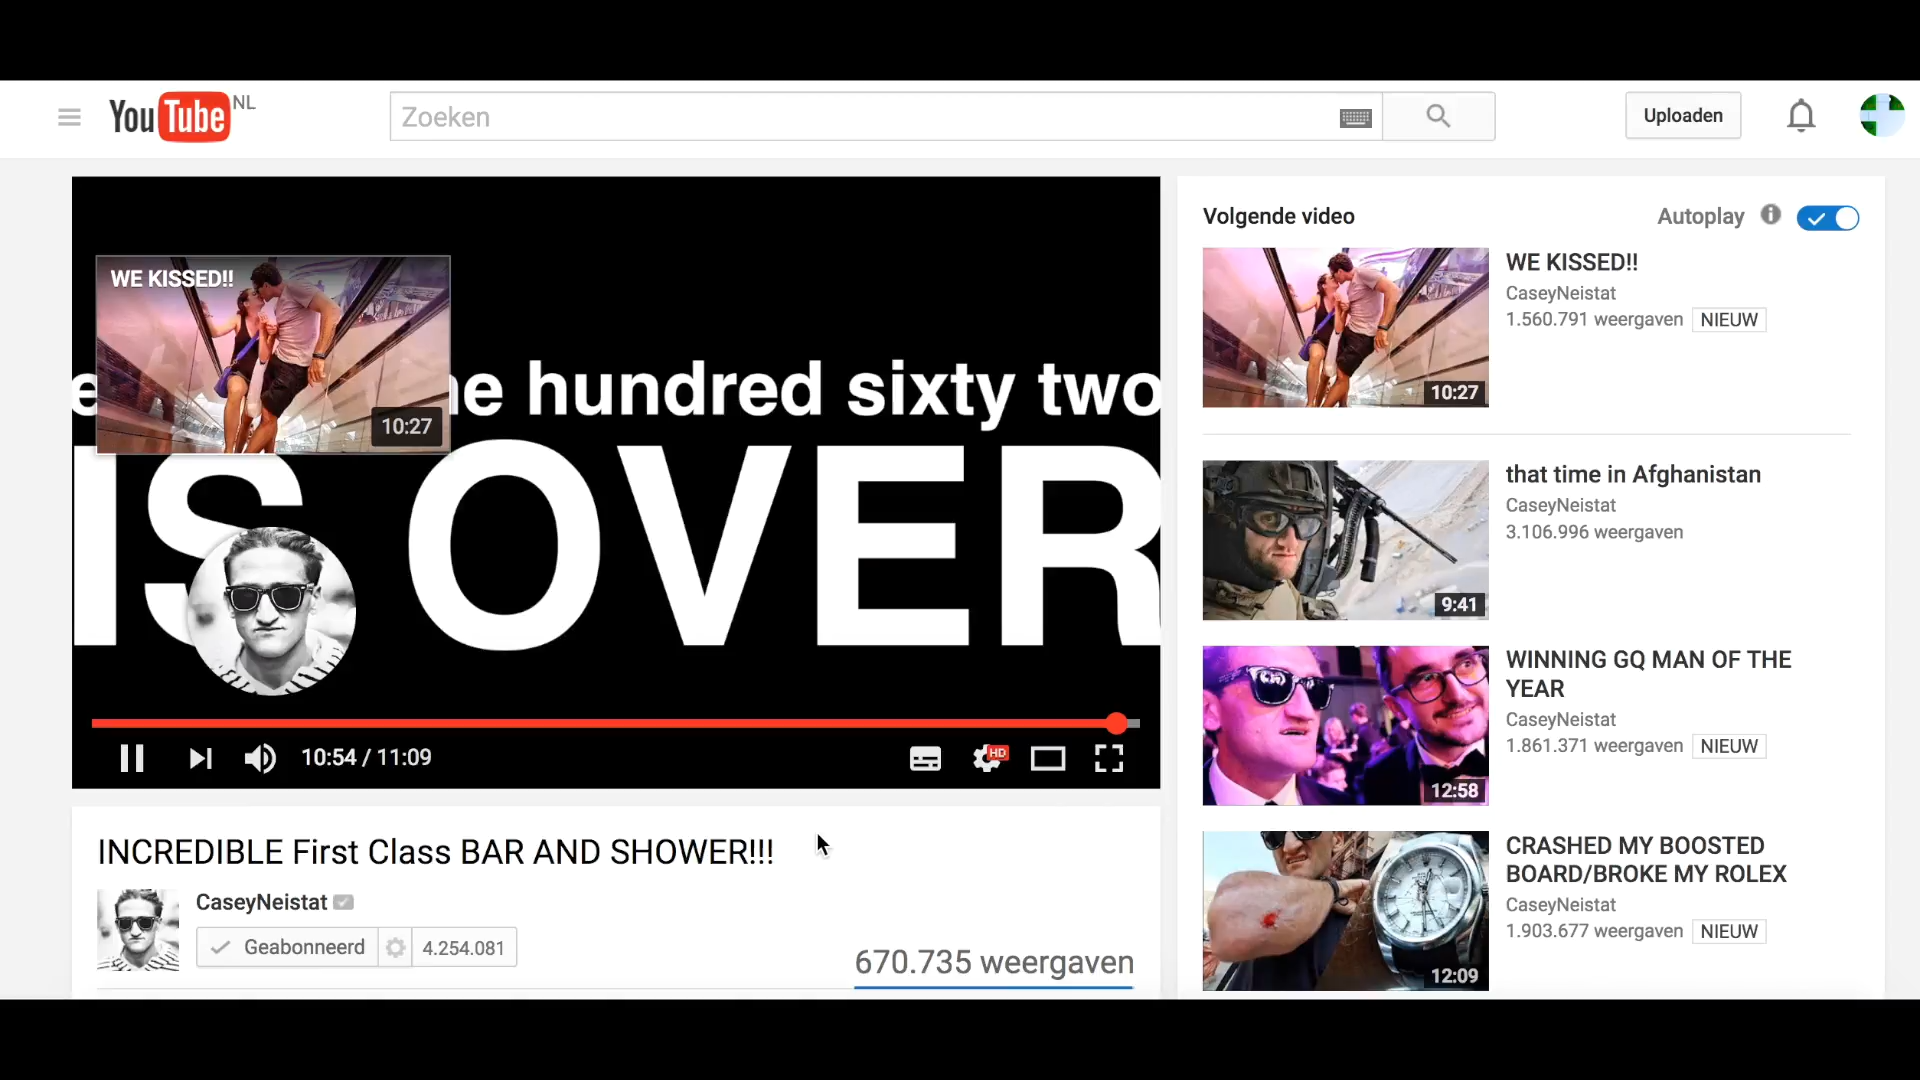 YouTube NL
Zoeken
Uploaden
WE KISSED!!
10:27
he hundred sixty two
IS OVER
10:54 / 11:09
HD
INCREDIBLE First Class BAR AND SHOWER!!!
CaseyNeistat
Geabonneerd
4.254.081
670.735 weergaven
Volgende video
Autoplay
WE KISSED!!
CaseyNeistat
1.560.791 weergaven NIEUW
10:27
that time in Afghanistan
CaseyNeistat
3.106.996 weergaven
9:41
WINNING GQ MAN OF THE
YEAR
CaseyNeistat
1.861.371 weergaven NIEUW
12:58
CRASHED MY BOOSTED
BOARD/BROKE MY ROLEX
CaseyNeistat
1.903.677 weergaven NIEUW
12:09